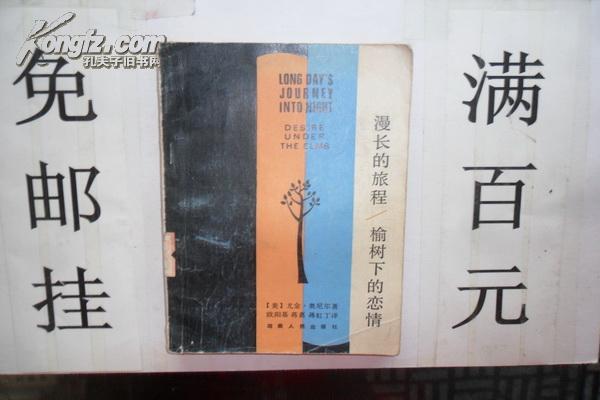 Kongfz.com
孔夫子旧书网
免邮挂
满百元
LONG DAY'S
JOURNEY
INTO NIGHT
DESIRE
UNDER
THE ELMS
漫长的旅程/榆树下的恋情
[美]尤金·奥尼尔著
欧阳基 蒋嘉 蒋虹丁译
湖南人民出版社